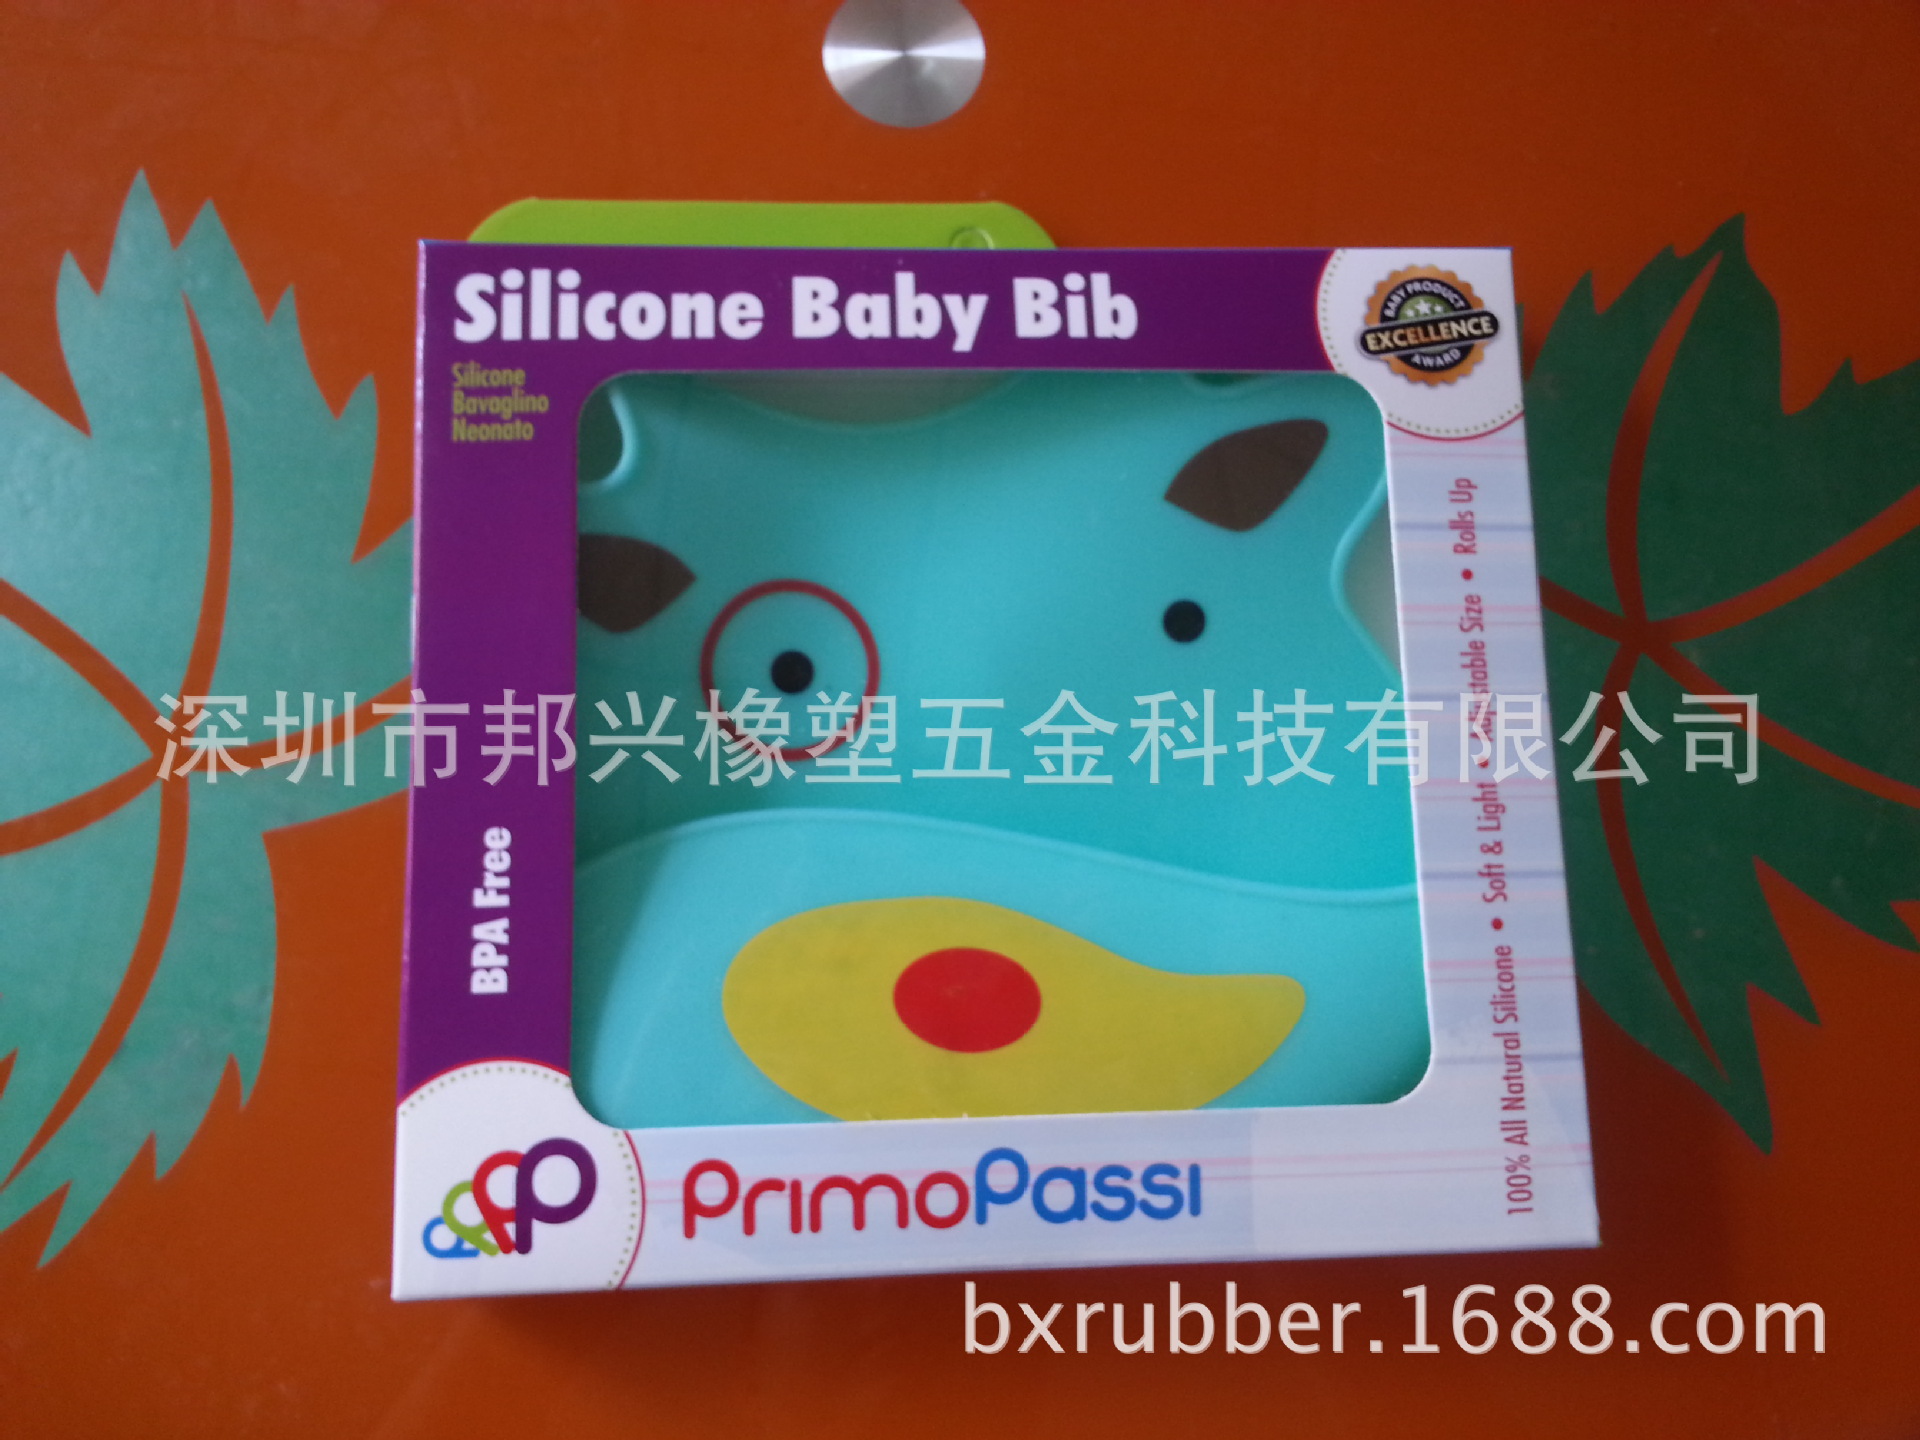 Silicone Baby Bib
Silicone
Bavaglino
Neonato
BABY PRODUCT
EXCELLENCE
AWARD
100% All Natural Silicone • Soft & Light • Adjustable Size • Rolls Up
深圳市邦兴橡塑五金科技有限公司
BPA Free
PrimoPassi
bxrubber.1688.com